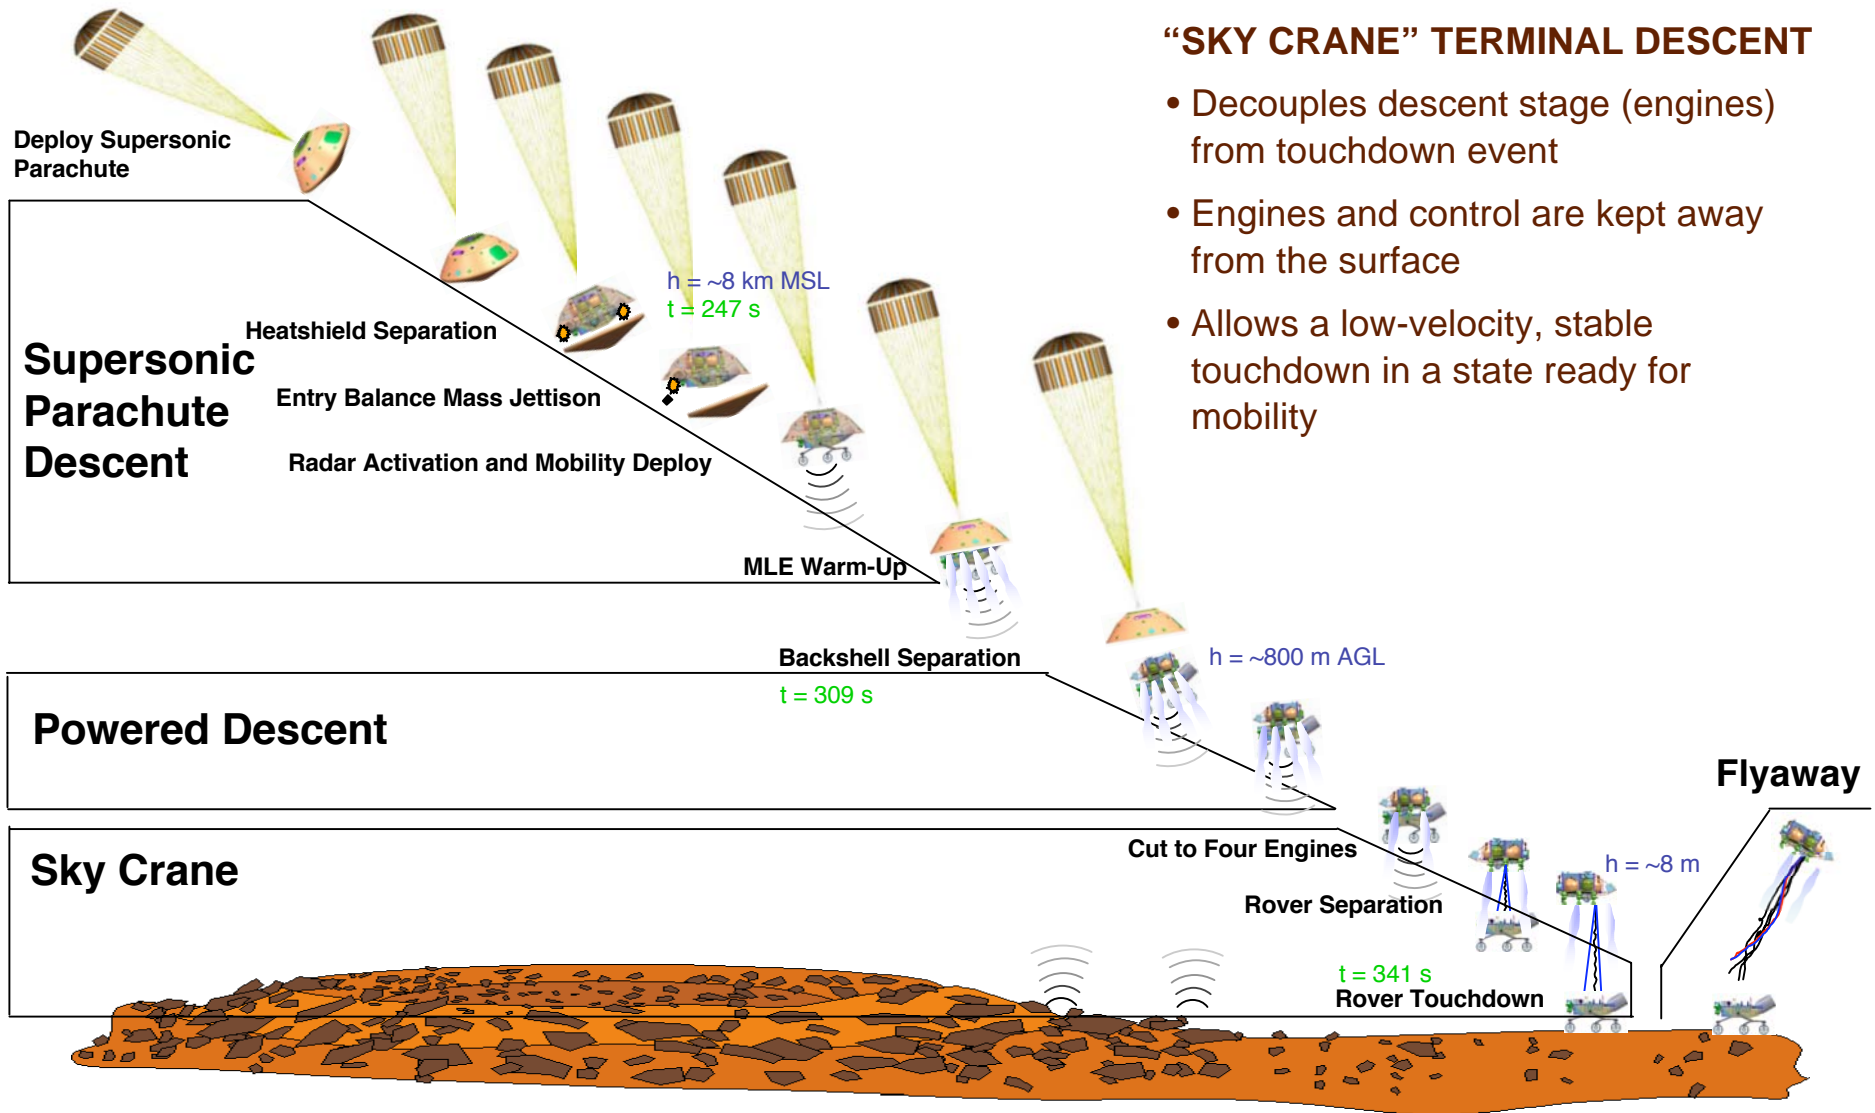 “SKY CRANE” TERMINAL DESCENT
• Decouples descent stage (engines)
from touchdown event
• Engines and control are kept away
from the surface
• Allows a low-velocity, stable
touchdown in a state ready for
mobility
Deploy Supersonic
Parachute
Supersonic
Parachute
Descent
h = ~8 km MSL
t = 247 s
Heatshield Separation
Entry Balance Mass Jettison
Radar Activation and Mobility Deploy
MLE Warm-Up
Backshell Separation
h = ~800 m AGL
t = 309 s
Powered Descent
Flyaway
Sky Crane
Cut to Four Engines
h = ~8 m
Rover Separation
t = 341 s
Rover Touchdown